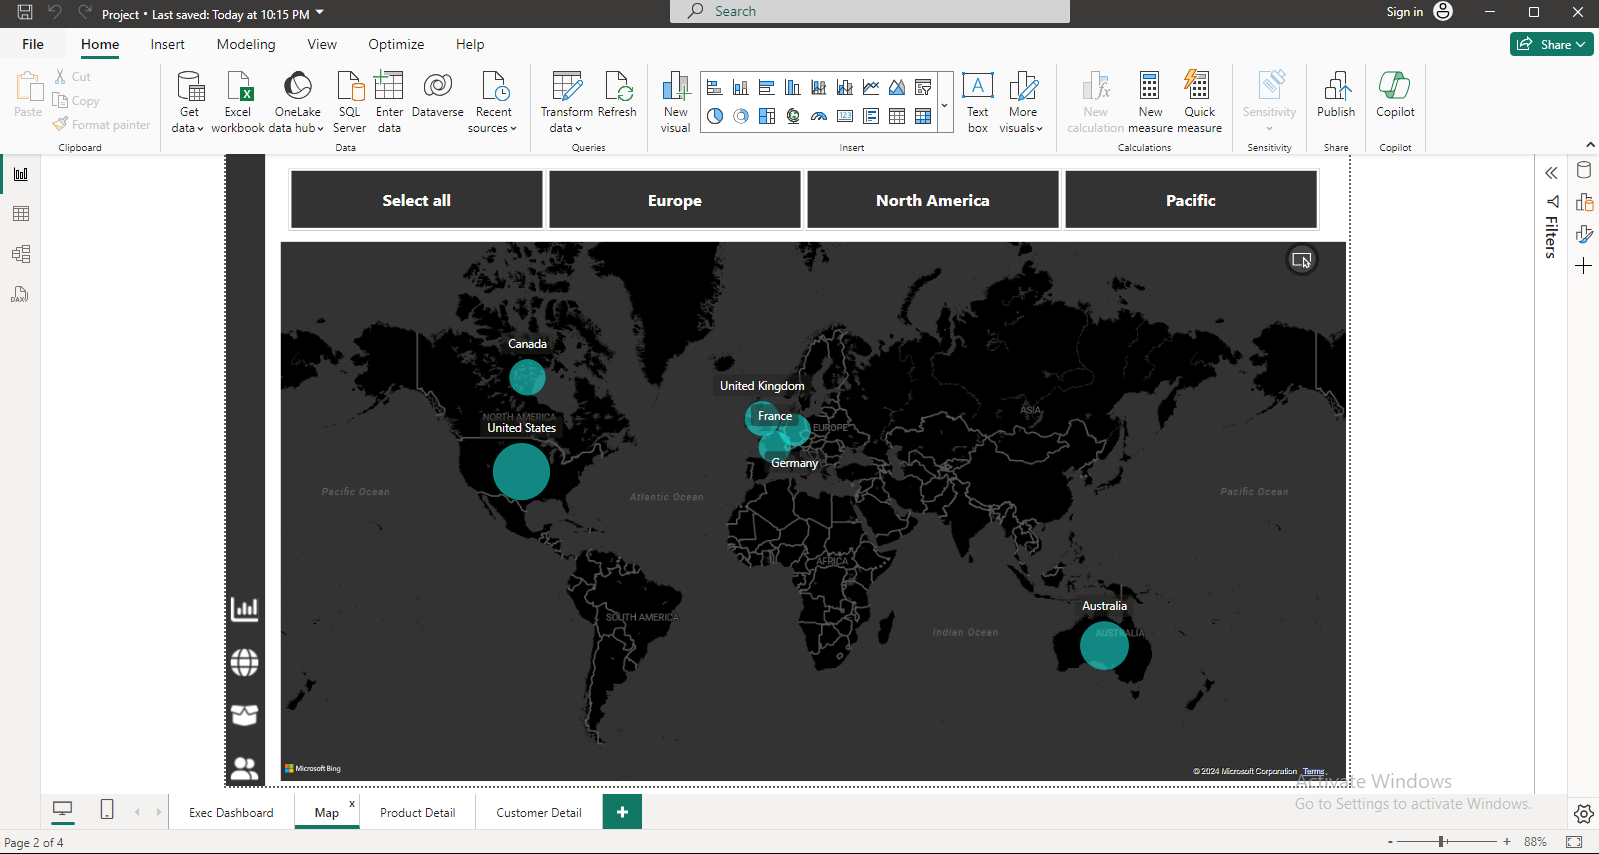 Project • Last saved: Today at 10:15 PM
Search
Sign in
File Home Insert Modeling View Optimize Help
Share
Paste
Cut
Copy
Format painter
Clipboard
Get data
Excel workbook
OneLake data hub
SQL Server
Enter data
Dataverse
Recent sources
Data
Transform data
Refresh
Queries
New visual
Text box
More visuals
Insert
New calculation
New measure
Quick measure
Calculations
Sensitivity
Sensitivity
Publish
Share
Copilot
Copilot
Select all
Europe
North America
Pacific
Filters
Canada
United Kingdom
NORTH AMERICA
United States
France
EUROPE
Germany
ASIA
Pacific Ocean
Atlantic Ocean
Pacific Ocean
AFRICA
SOUTH AMERICA
Indian Ocean
Australia
AUSTRALIA
Microsoft Bing
© 2024 Microsoft Corporation Terms
Activate Windows
Go to Settings to activate Windows.
Exec Dashboard
Map x
Product Detail
Customer Detail
+
Page 2 of 4
- + 88%